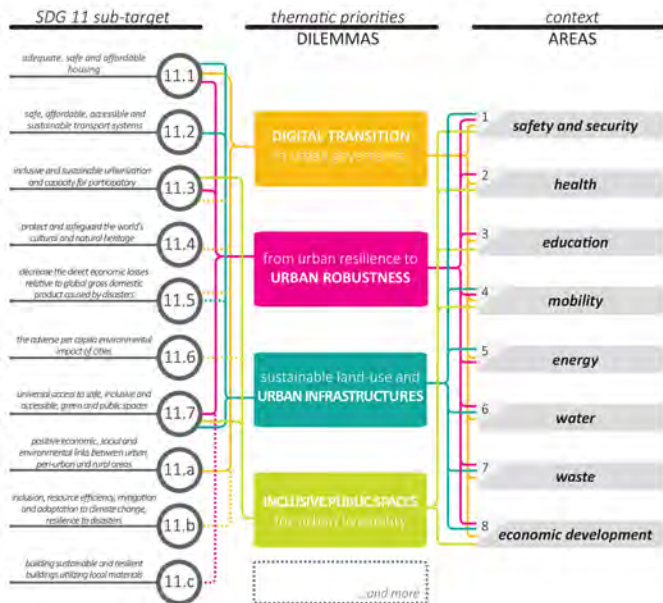 SDG 11 sub-target
thematic priorities
DILEMMAS
context
AREAS
adequate, safe and affordable
housing
11.1
safe, affordable, accessible and
sustainable transport systems
11.2
inclusive and sustainable urbanization
and capacity for participatory
11.3
protect and safeguard the world's
cultural and natural heritage
11.4
decrease the direct economic losses
relative to global gross domestic
product caused by disasters
11.5
the adverse per capita environmental
impact of cities
11.6
universal access to safe, inclusive and
accessible, green and public spaces
11.7
positive economic, social and
environmental links between urban,
peri-urban and rural areas
11.a
inclusion, resource efficiency, mitigation
and adaptation to climate change,
resilience to disasters
11.b
building sustainable and resilient
buildings utilizing local materials
11.c
DIGITAL TRANSITION
in urban
from urban resilience to
URBAN ROBUSTNESS
sustainable land-use and
URBAN INFRASTRUCTURES
INCLUSIVE PUBLIC SPACES
for urban liveability
...and more
1
safety and security
2
health
3
education
4
mobility
5
energy
6
water
7
waste
8
economic development